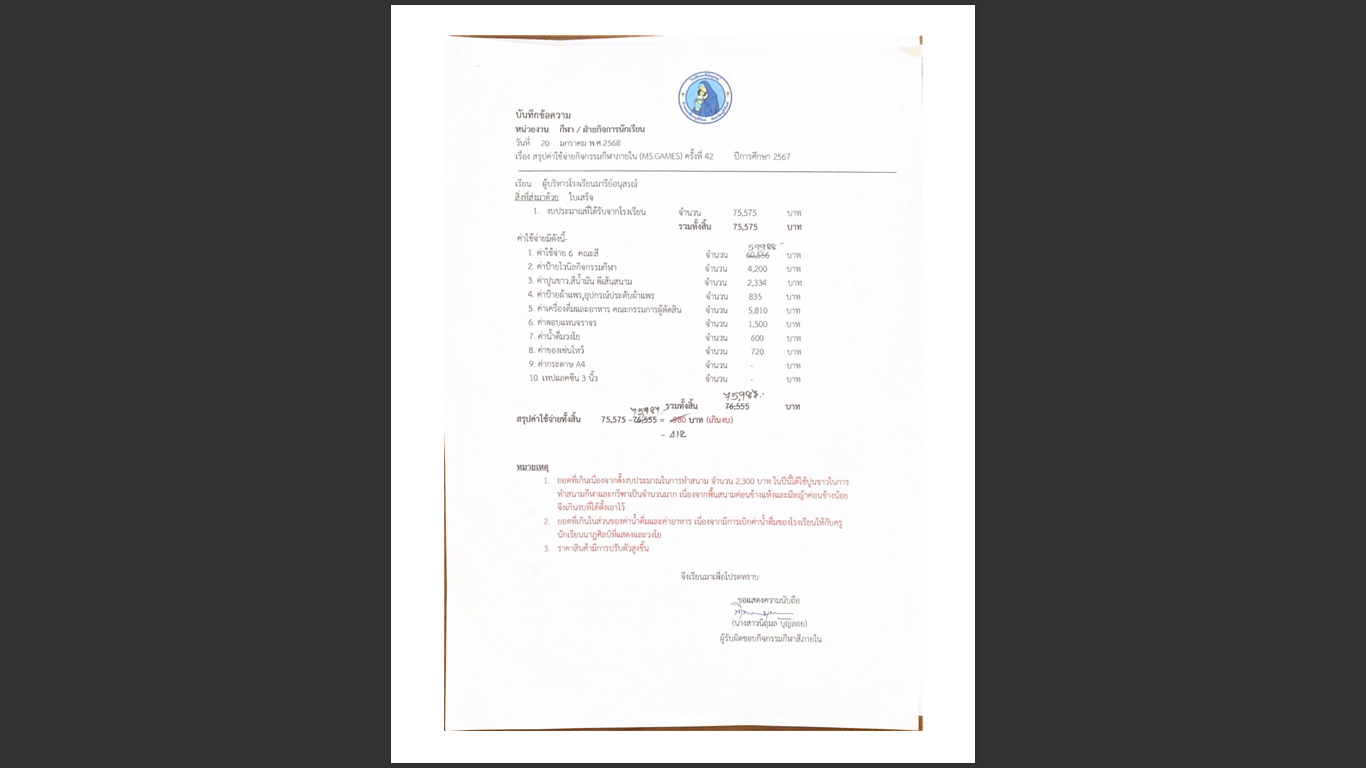 บันทึกข้อความ
หน่วยงาน กีฬา / ฝ่ายกิจการนักเรียน
วันที่ 20 มกราคม พ.ศ.2568
เรื่อง สรุปค่าใช้จ่ายกิจกรรมกีฬาภายใน (MS.GAMES) ครั้งที่ 42 ปีการศึกษา 2567
เรียน ผู้บริหารโรงเรียนมารีย์อนุสรณ์
สิ่งที่ส่งมาด้วย ใบเสร็จ
1. งบประมาณที่ได้รับจากโรงเรียน จำนวน 75,575 บาท
รวมทั้งสิ้น 75,575 บาท
ค่าใช้จ่ายมีดังนี้-
59988.-
1. ค่าใช้จ่าย 6 คณะสี จำนวน 60,556 บาท
2. ค่าป้ายไวนิลกิจกรรมกีฬา จำนวน 4,200 บาท
3. ค่าปูนขาว,สีน้ำมัน ตีเส้นสนาม จำนวน 2,334 บาท
4. ค่าป้ายผ้าแพร,อุปกรณ์ประดับผ้าแพร จำนวน 835 บาท
5. ค่าเครื่องดื่มและอาหาร คณะกรรมการผู้ตัดสิน จำนวน 5,810 บาท
6. ค่าตอบแทนจราจร จำนวน 1,500 บาท
7. ค่าน้ำดื่มวงโย จำนวน 600 บาท
8. ค่าของเซ่นไหว้ จำนวน 720 บาท
9. ค่ากระดาษ A4 จำนวน - บาท
10. เทปแลคซีน 3 นิ้ว จำนวน - บาท
75,987.-
รวมทั้งสิ้น 76,555 บาท
75,987.-
สรุปค่าใช้จ่ายทั้งสิ้น 75,575 -76,555 = -980 บาท (เกินงบ)
- 412
หมายเหตุ
1. ยอดที่เกินเนื่องจากตั้งงบประมาณในการทำสนาม จำนวน 2,300 บาท ในปีนี้ได้ใช้ปูนขาวในการ
ทำสนามกีฬาและกรีฑาเป็นจำนวนมาก เนื่องจากพื้นสนามค่อนข้างแห้งและมีหญ้าค่อนข้างน้อย
จึงเกินงบที่ได้ตั้งเอาไว้
2. ยอดที่เกินในส่วนของค่าน้ำดื่มและค่าอาหาร เนื่องจากมีการเบิกค่าน้ำดื่มของโรงเรียนให้กับครู
นักเรียนนาฏศิลป์ที่แสดงและวงโย
3. ราคาสินค้ามีการปรับตัวสูงขึ้น
จึงเรียนมาเพื่อโปรดทราบ
ขอแสดงความนับถือ
(นางสาวนิฤมล บุญล่อย)
ผู้รับผิดชอบกิจกรรมกีฬาสีภายใน